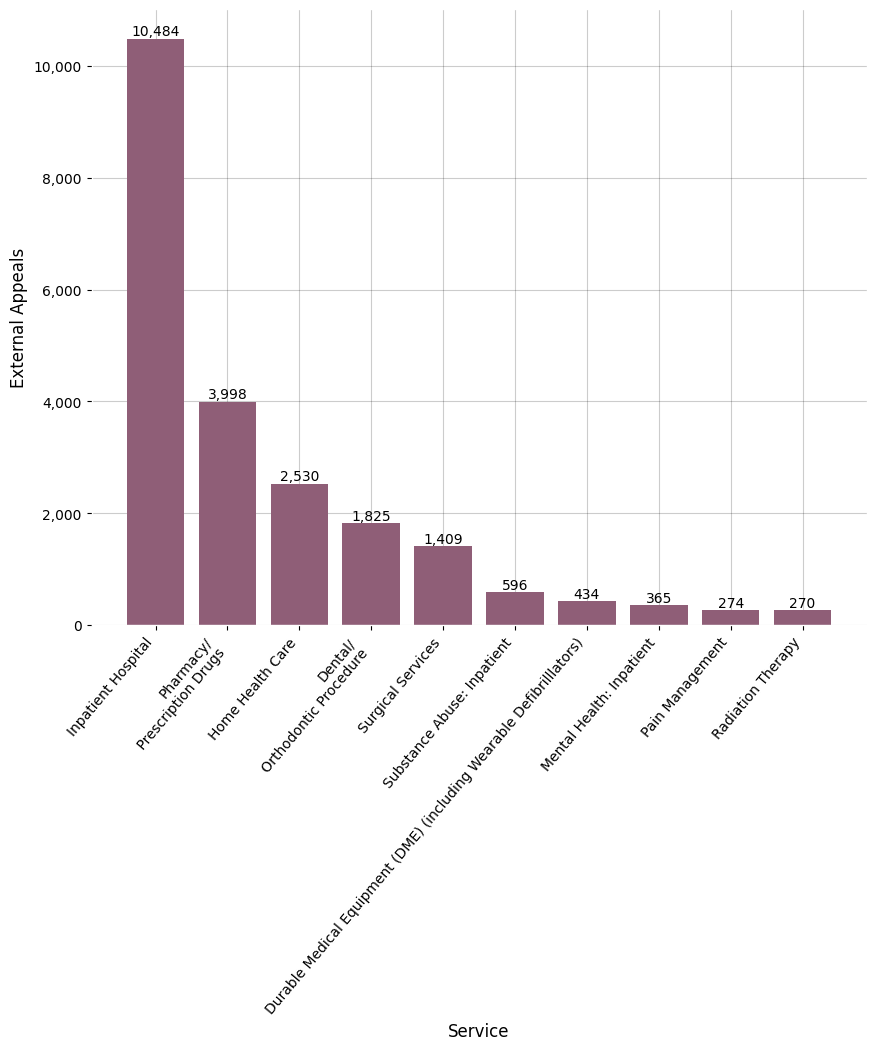 External Appeals
10,000
8,000
6,000
4,000
2,000
0
10,484
3,998
2,530
1,825
1,409
596
434
365
274
270
Inpatient Hospital
Pharmacy/
Prescription Drugs
Home Health Care
Dental/
Orthodontic Procedure
Surgical Services
Substance Abuse: Inpatient
Durable Medical Equipment (DME) (including Wearable Defibrilllators)
Mental Health: Inpatient
Pain Management
Radiation Therapy
Service